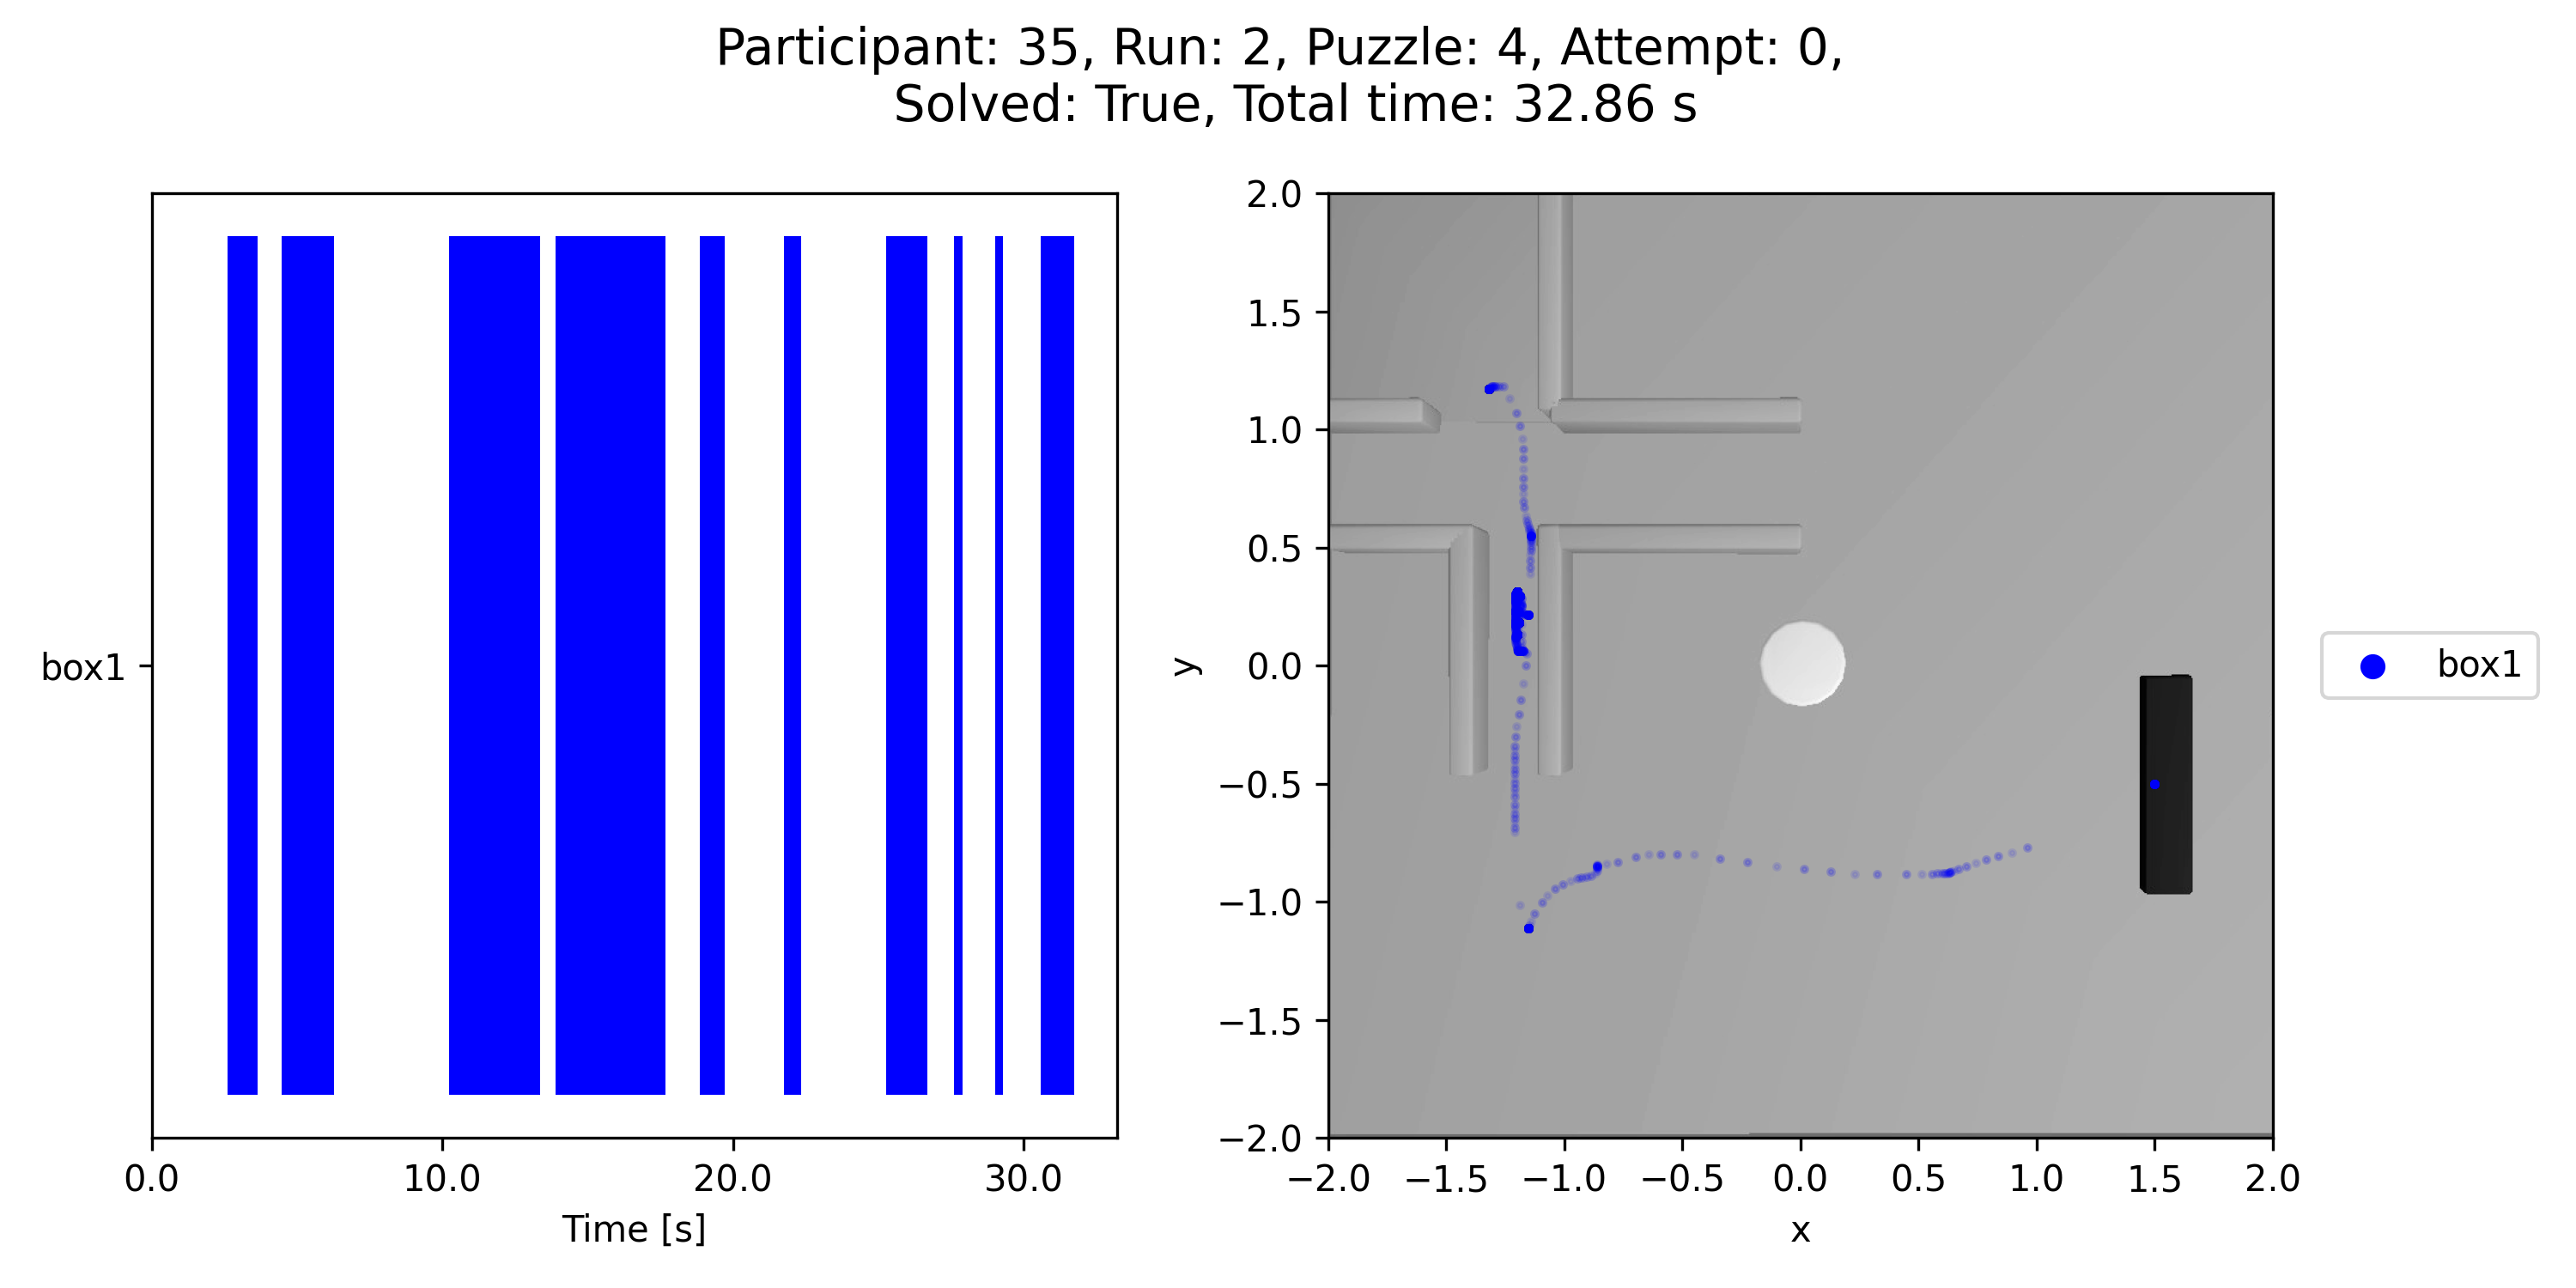 Participant: 35, Run: 2, Puzzle: 4, Attempt: 0,
Solved: True, Total time: 32.86 s
box1
0.0 10.0 20.0 30.0
Time [s]
2.0
1.5
1.0
0.5
0.0
−0.5
−1.0
−1.5
−2.0
y
−2.0 −1.5 −1.0 −0.5 0.0 0.5 1.0 1.5 2.0
x
box1